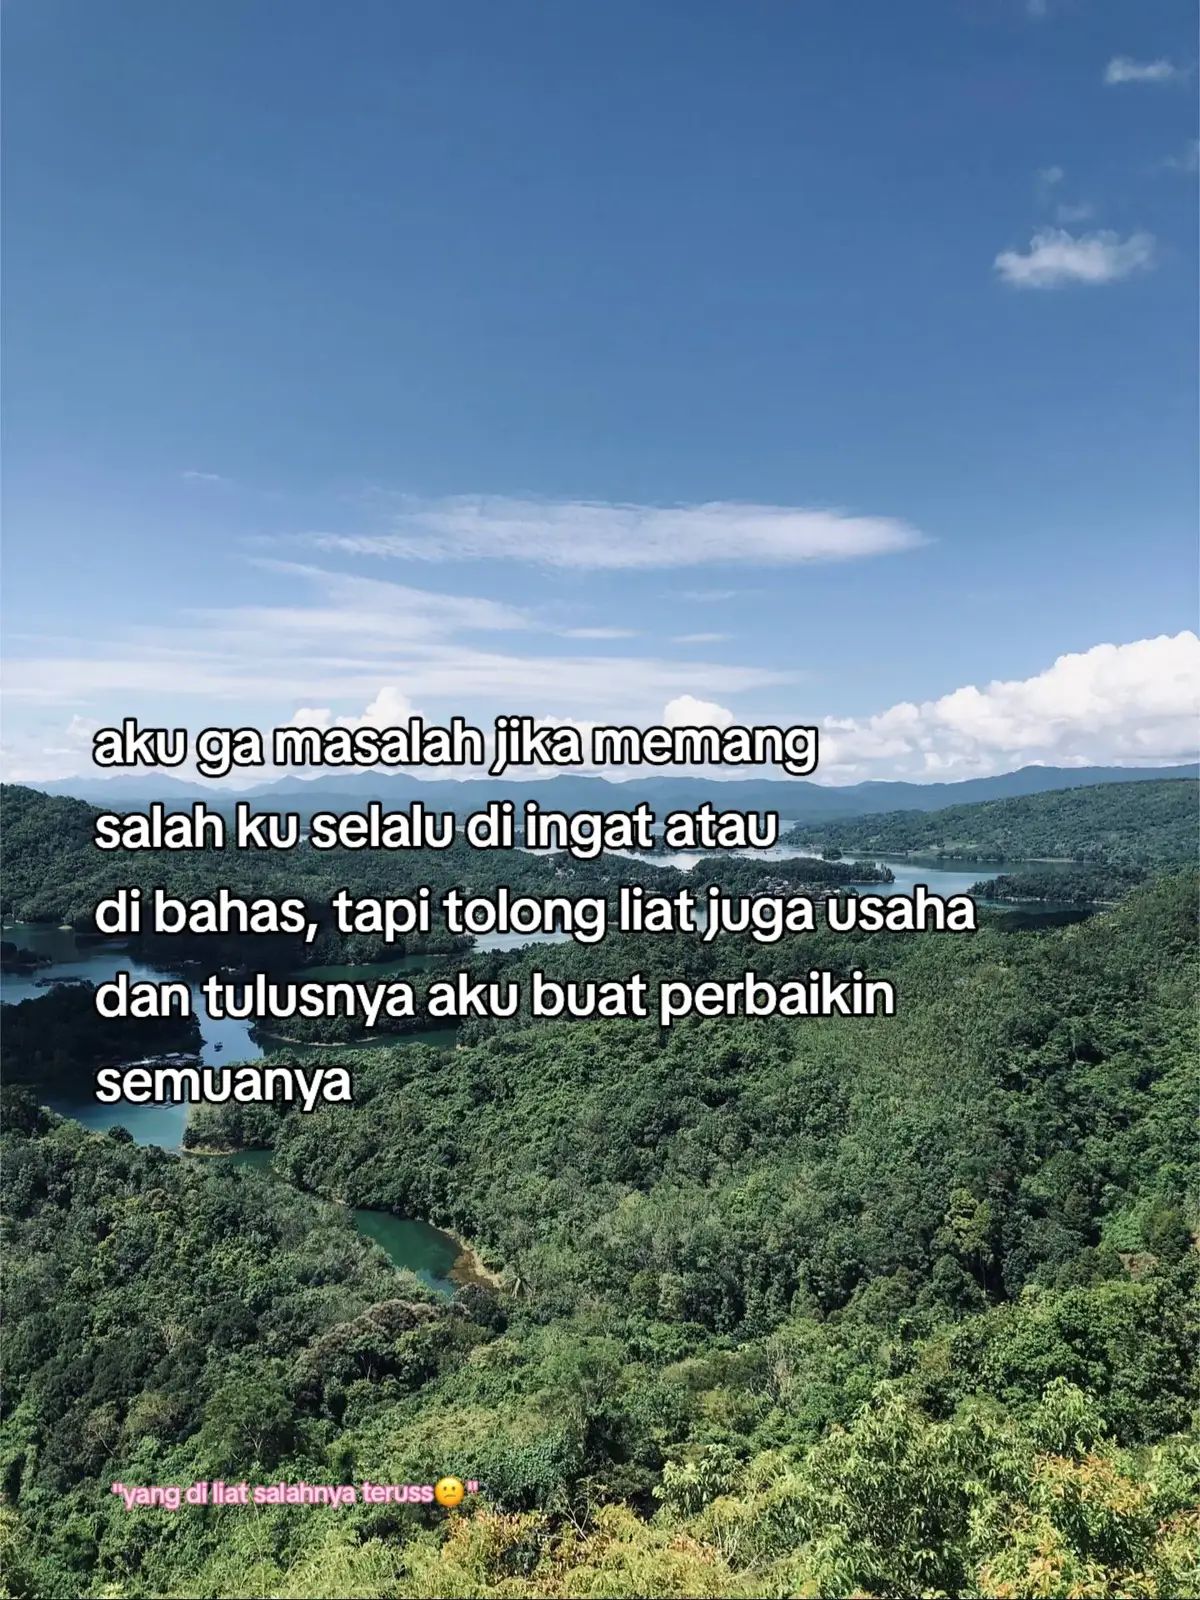 aku ga masalah jika memang
salah ku selalu di ingat atau
di bahas, tapi tolong liat juga usaha
dan tulusnya aku buat perbaikin
semuanya
"yang di liat salahnya teruss😕"